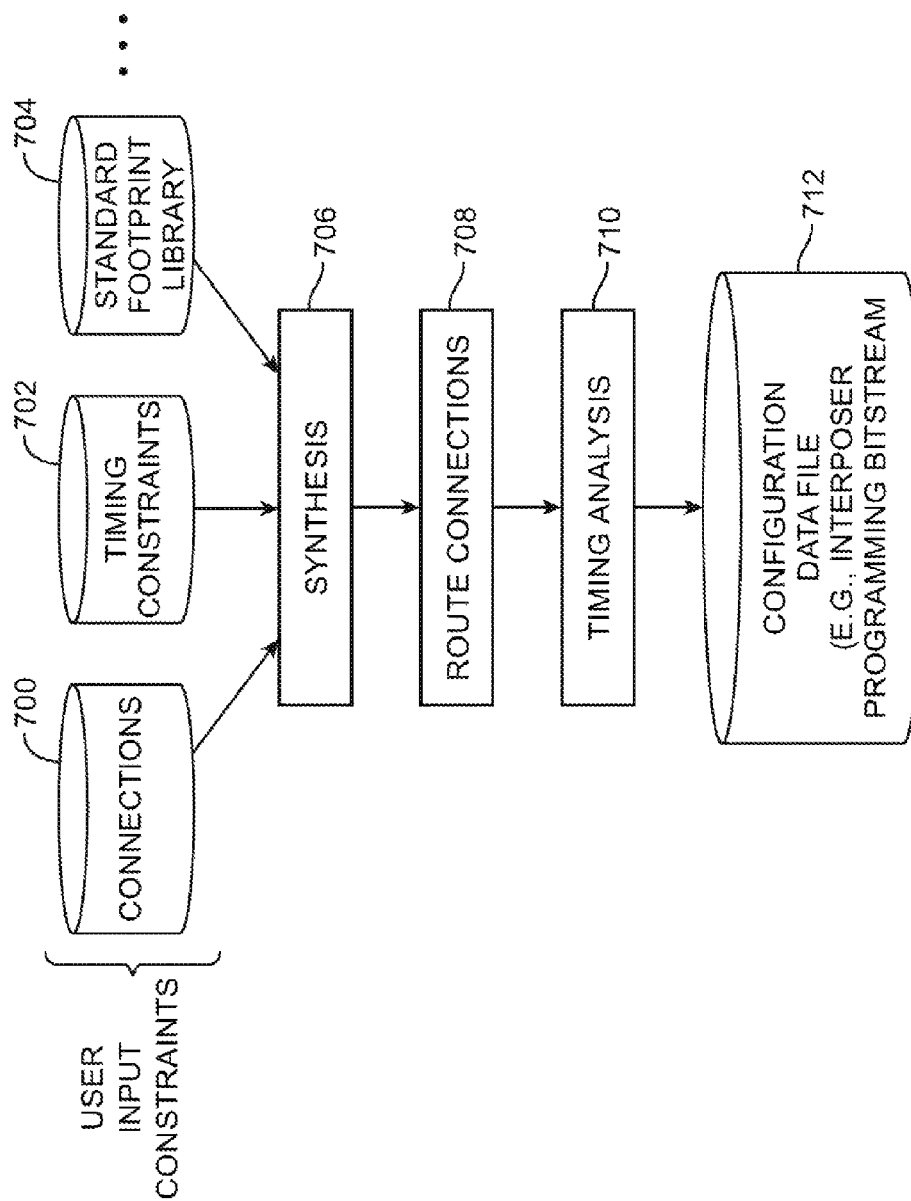 USER
INPUT
CONSTRAINTS
700
CONNECTIONS
702
TIMING
CONSTRAINTS
704
STANDARD
FOOTPRINT
LIBRARY
706
SYNTHESIS
708
ROUTE CONNECTIONS
710
TIMING ANALYSIS
712
CONFIGURATION
DATA FILE
(E.G., INTERPOSER
PROGRAMMING BITSTREAM